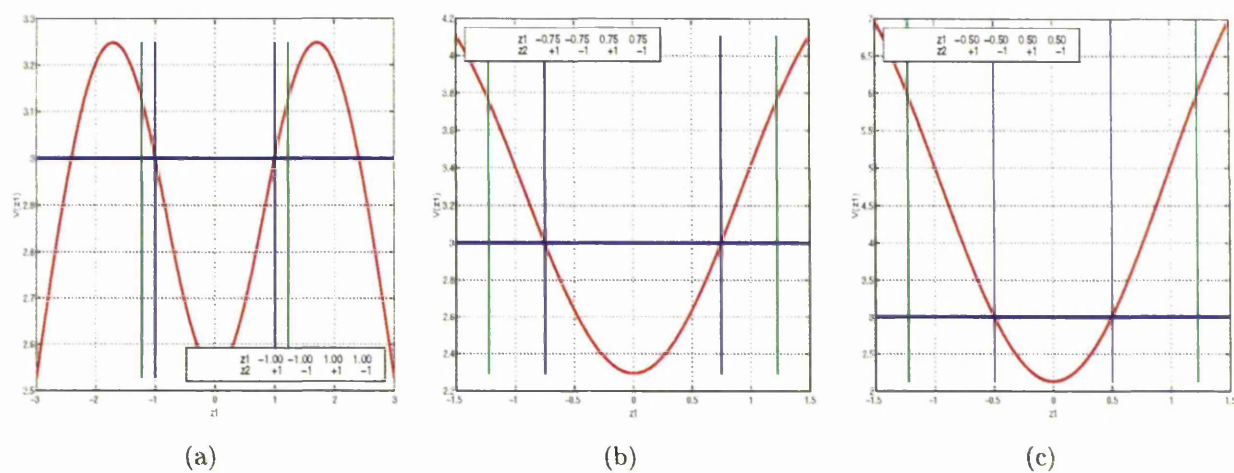 3.3
3.2
3.1
3
2.9
2.8
2.7
2.6
2.5
V(z1)
z1 −1.00 −1.00 1.00 1.00
z2 +1 −1 +1 −1
−3 −2 −1 0 1 2 3
z1
(a)
4.2
4
3.8
3.6
3.4
3.2
3
2.8
2.6
2.4
2.2
V(z1)
z1 −0.75 −0.75 0.75 0.75
z2 +1 −1 +1 −1
−1.5 −1 −0.5 0 0.5 1 1.5
z1
(b)
7
6.5
6
5.5
5
4.5
4
3.5
3
2.5
2
V(z1)
z1 −0.50 −0.50 0.50 0.50
z2 +1 −1 +1 −1
−1.5 −1 −0.5 0 0.5 1 1.5
z1
(c)